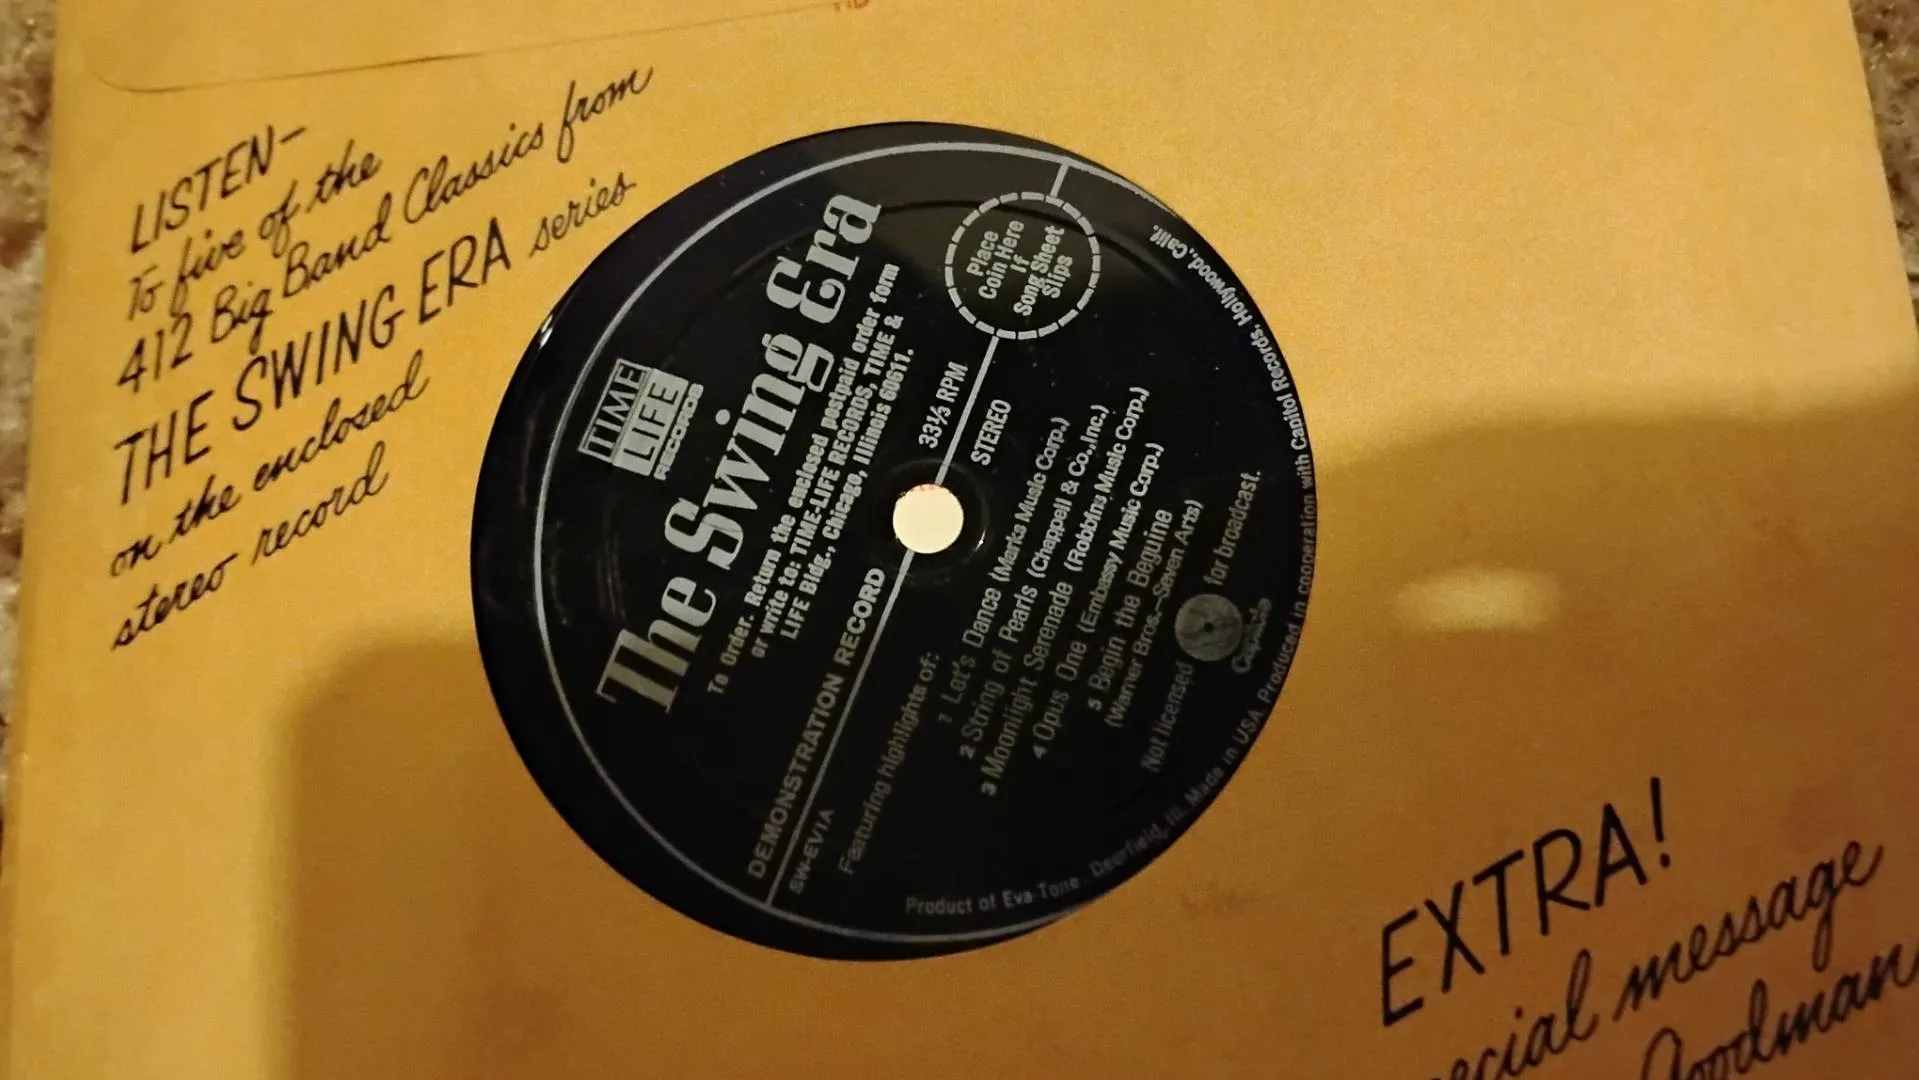 LISTEN—
To five of the
412 Big Band Classics from
THE SWING ERA series
on the enclosed
stereo record
TIME
LIFE
RECORDS
The Swing Era
To Order. Return the enclosed postpaid order form
or write to: TIME-LIFE RECORDS, TIME &
LIFE Bldg., Chicago, Illinois 60611.
Place
Coin Here
If
Song Sheet
Slips
DEMONSTRATION RECORD
33⅓ RPM
SW-EV1A
STEREO
Featuring highlights of:
1 Let's Dance (Marks Music Corp.)
2 String of Pearls (Chappell & Co., Inc.)
3 Moonlight Serenade (Robbins Music Corp.)
4 Opus One (Embassy Music Corp.)
5 Begin the Beguine
(Warner Bros.—Seven Arts)
Not licensed for broadcast.
Product of Eva-Tone. Deerfield, Ill. Made in USA. Produced in cooperation with Capitol Records, Hollywood, Calif.
EXTRA!
message
Goodman